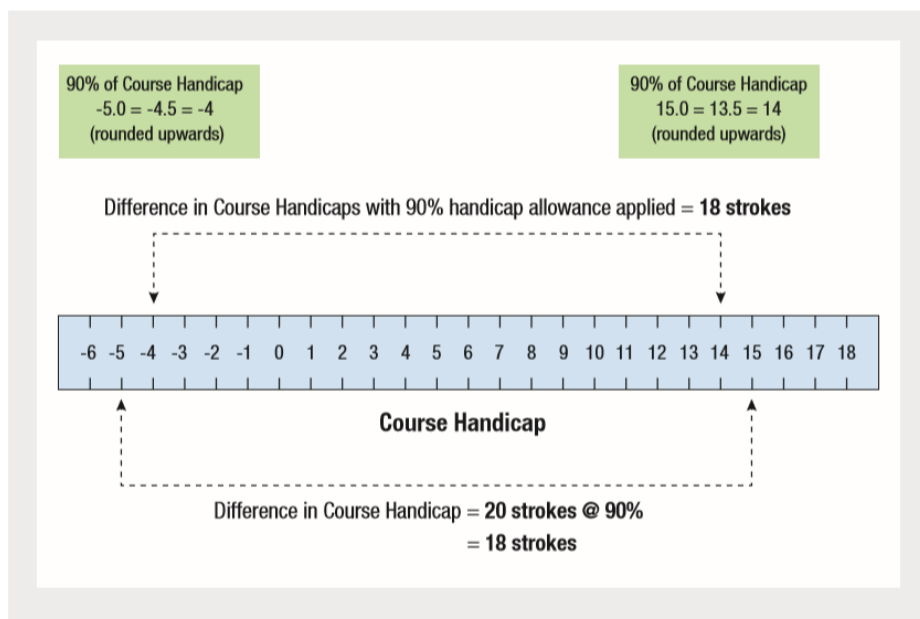 90% of Course Handicap
-5.0 = -4.5 = -4
(rounded upwards)
90% of Course Handicap
15.0 = 13.5 = 14
(rounded upwards)
Difference in Course Handicaps with 90% handicap allowance applied = 18 strokes
-6 -5 -4 -3 -2 -1 0 1 2 3 4 5 6 7 8 9 10 11 12 13 14 15 16 17 18
Course Handicap
Difference in Course Handicap = 20 strokes @ 90%
= 18 strokes